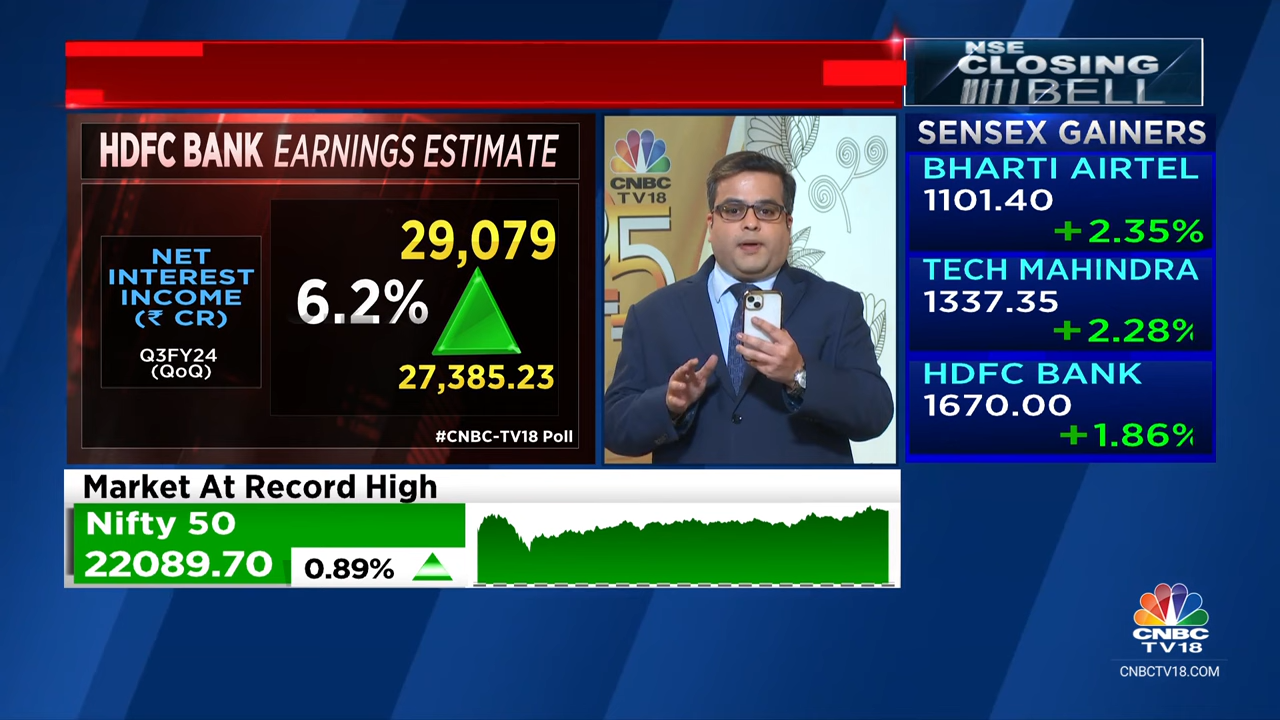 NSE
CLOSING
BELL
HDFC BANK EARNINGS ESTIMATE
NET
INTEREST
INCOME
(₹ CR)
Q3FY24
(QoQ)
29,079
6.2%
27,385.23
#CNBC-TV18 Poll
CNBC
TV18
25
SENSEX GAINERS
BHARTI AIRTEL
1101.40
+2.35%
TECH MAHINDRA
1337.35
+2.28%
HDFC BANK
1670.00
+1.86%
Market At Record High
Nifty 50
22089.70
0.89%
CNBC
TV18
CNBCTV18.COM